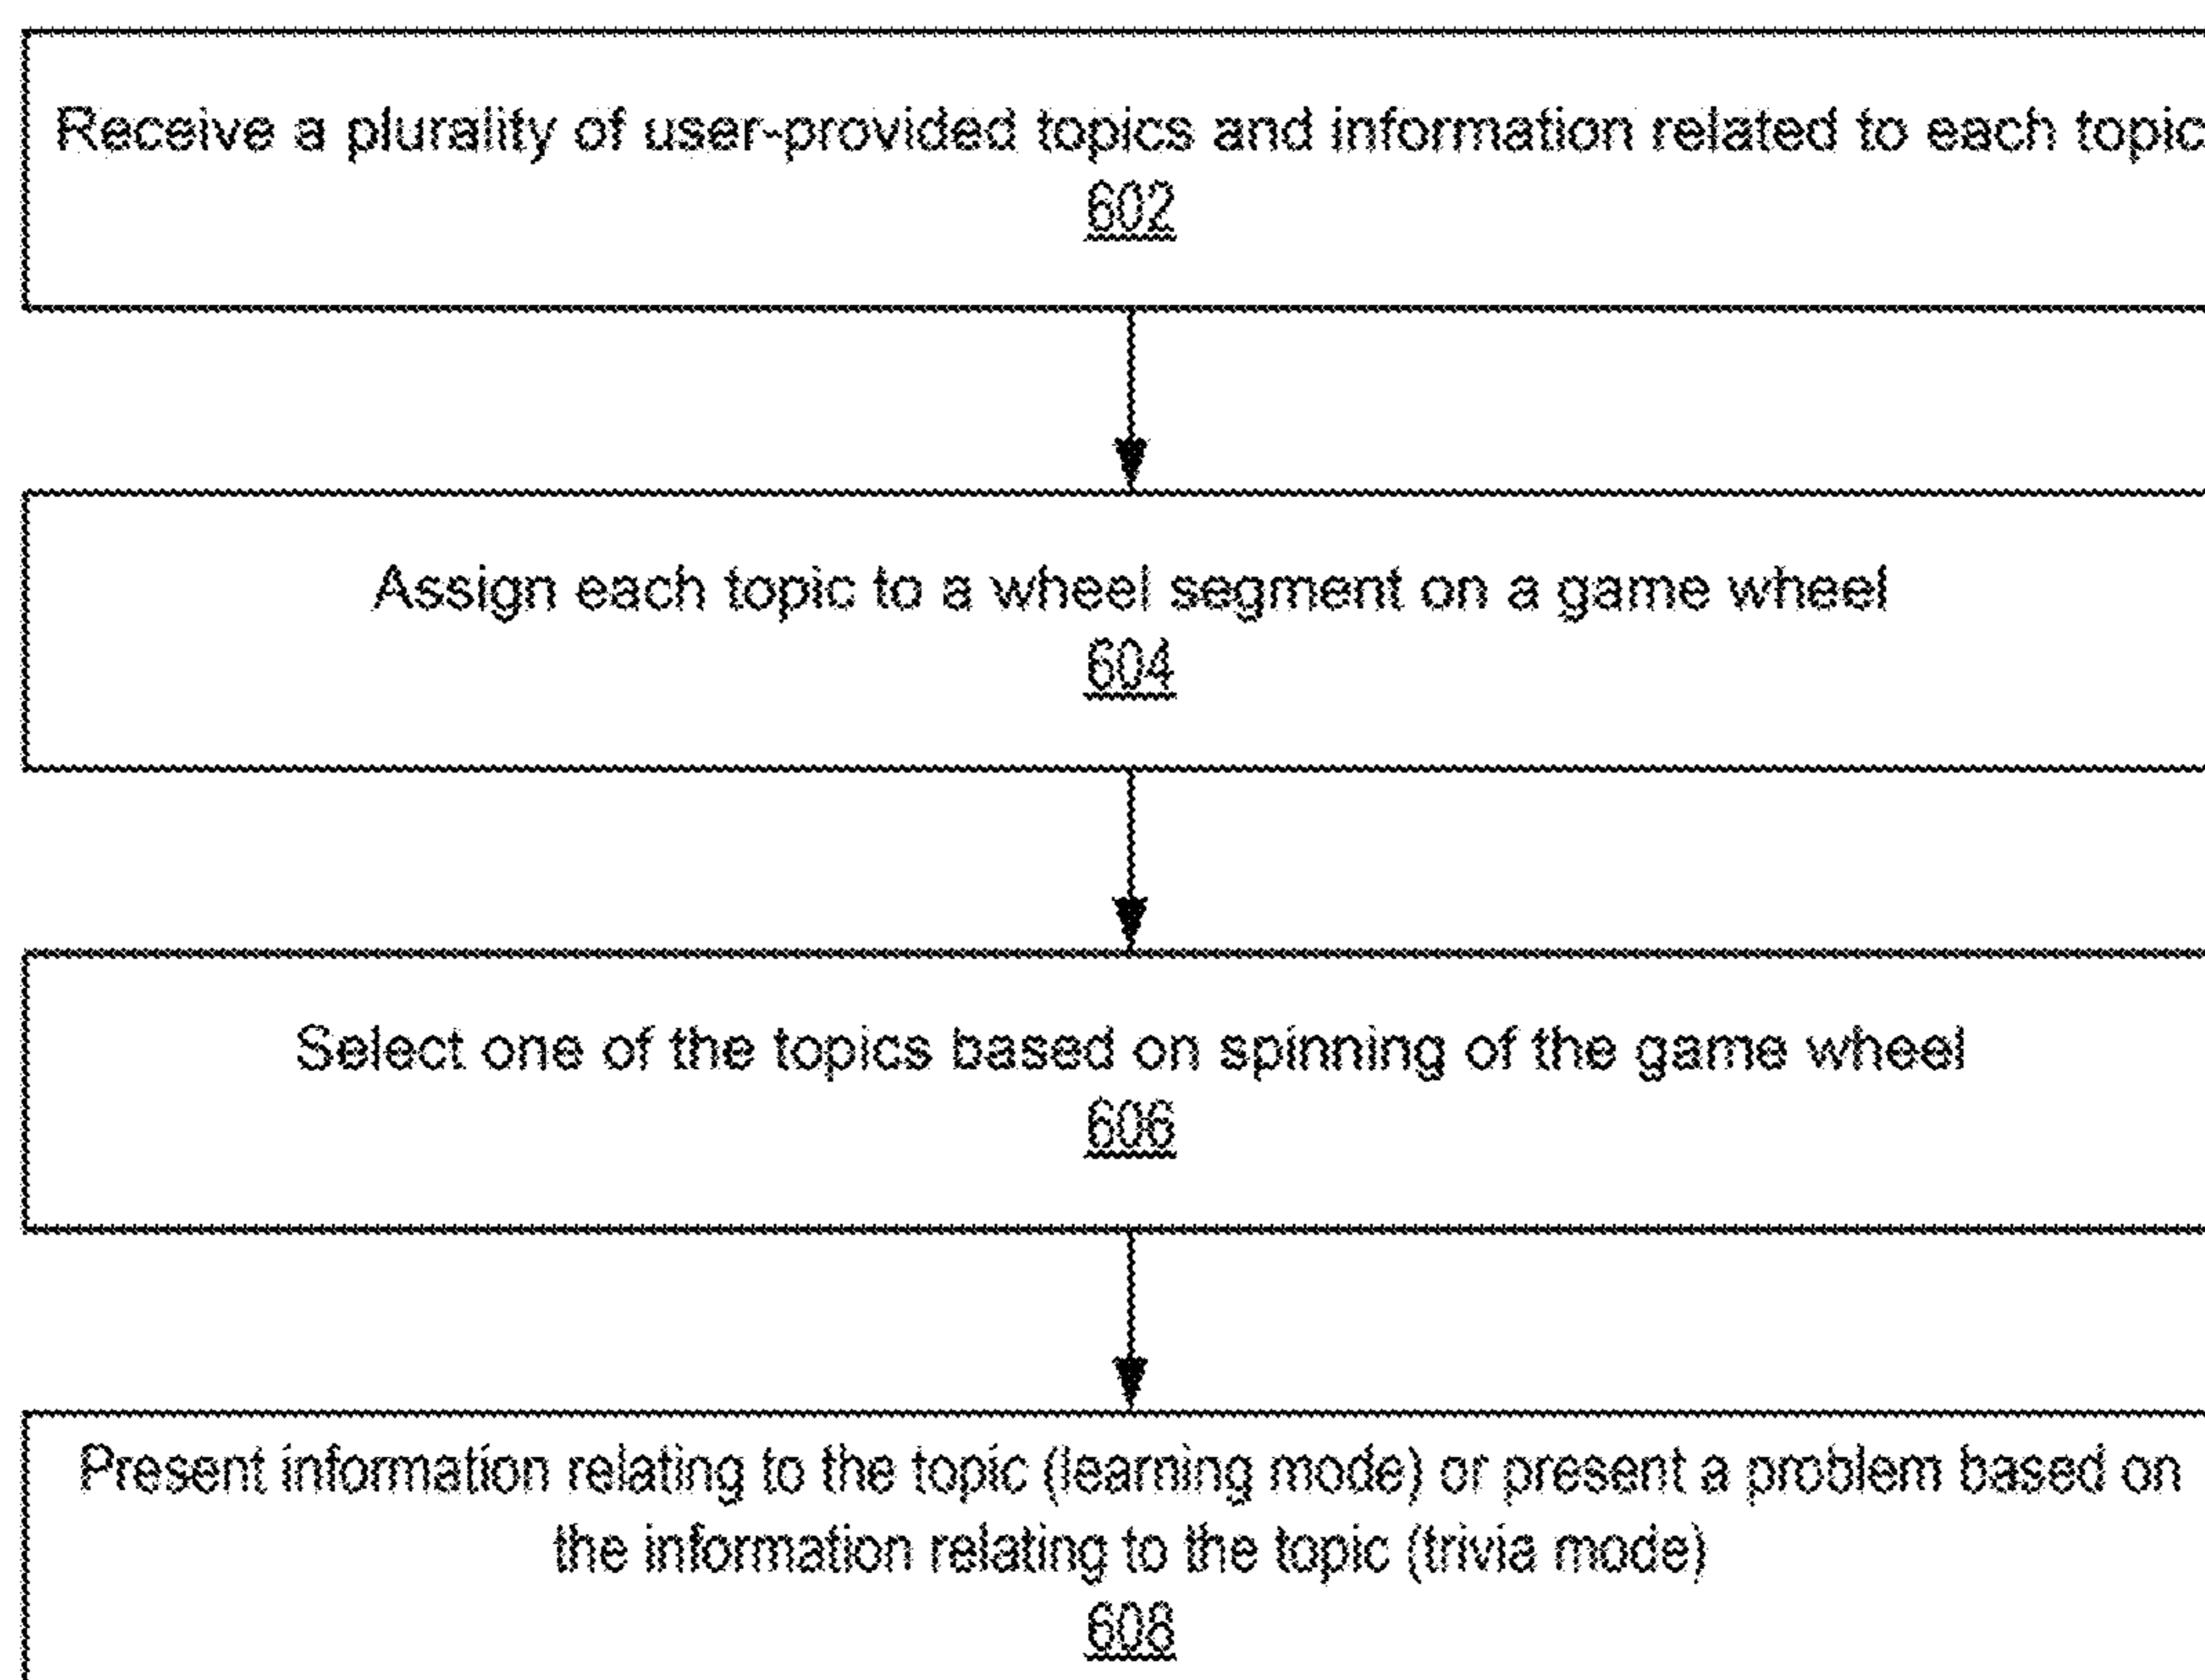 Receive a plurality of user-provided topics and information related to each topic
602
Assign each topic to a wheel segment on a game wheel
604
Select one of the topics based on spinning of the game wheel
606
Present information relating to the topic (learning mode) or present a problem based on
the information relating to the topic (trivia mode)
608